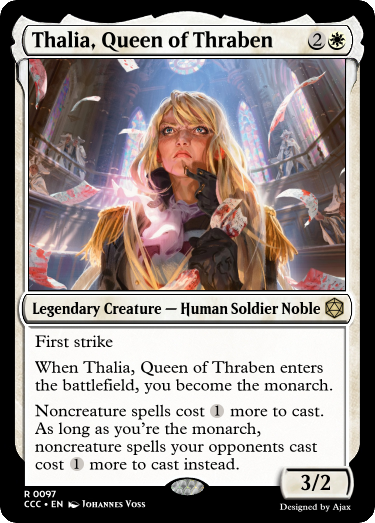 Thalia, Queen of Thraben 2
Legendary Creature — Human Soldier Noble
First strike
When Thalia, Queen of Thraben enters
the battlefield, you become the monarch.
Noncreature spells cost 1 more to cast.
As long as you’re the monarch,
noncreature spells your opponents cast
cost 1 more to cast instead.
3/2
R 0097
CCC • EN Johannes Voss
Designed by Ajax